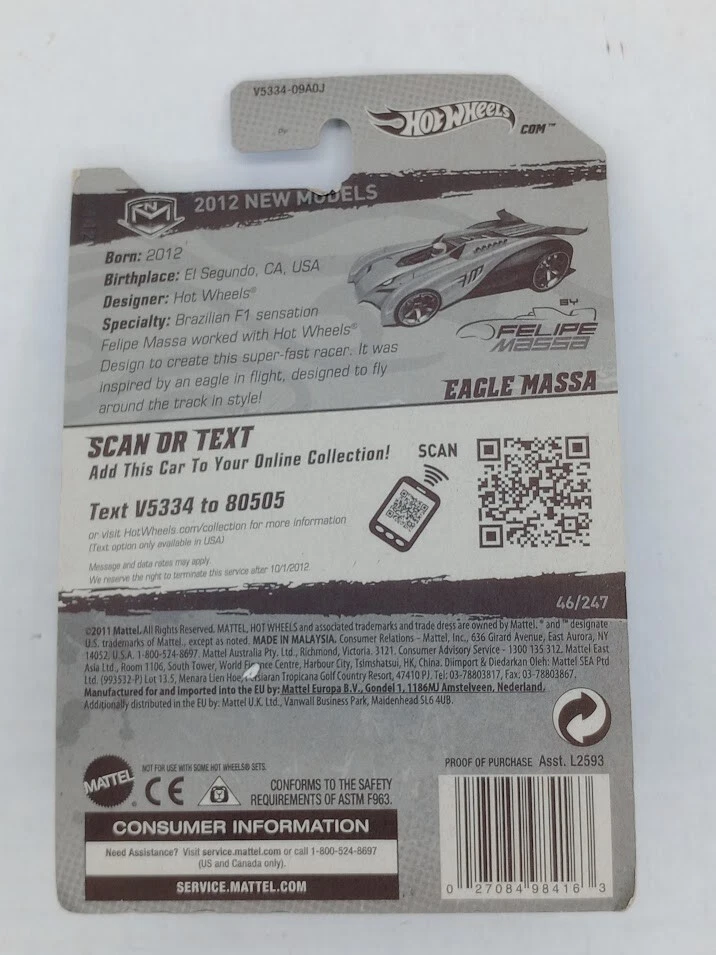 V5334-09A0J
HOT WHEELS.COM™
NM
2012 NEW MODELS
Born: 2012
Birthplace: El Segundo, CA, USA
Designer: Hot Wheels®
Specialty: Brazilian F1 sensation
Felipe Massa worked with Hot Wheels®
Design to create this super-fast racer. It was
inspired by an eagle in flight, designed to fly
around the track in style!
BY
FELIPE
MASSA
EAGLE MASSA
SCAN OR TEXT
Add This Car To Your Online Collection!
SCAN
Text V5334 to 80505
or visit HotWheels.com/collection for more information
(Text option only available in USA)
Message and data rates may apply.
We reserve the right to terminate this service after 10/1/2012.
46/247
©2011 Mattel. All Rights Reserved. MATTEL, HOT WHEELS and associated trademarks and trade dress are owned by Mattel. ® and ™ designate
U.S. trademarks of Mattel, except as noted. MADE IN MALAYSIA. Consumer Relations - Mattel, Inc., 636 Girard Avenue, East Aurora, NY
14052, U.S.A. 1-800-524-8697. Mattel Australia Pty. Ltd., Richmond, Victoria. 3121. Consumer Advisory Service - 1300 135 312. Mattel East
Asia Ltd., Room 1106, South Tower, World Finance Centre, Harbour City, Tsimshatsui, HK, China. Diimport & Diedarkan Oleh: Mattel SEA Ptd
Ltd. (993532-P) Lot 13.5, Menara Lien Hoe, Persiaran Tropicana Golf Country Resort, 47410 PJ. Tel: 03-78803817, Fax: 03-78803867.
Manufactured for and imported into the EU by: Mattel Europa B.V., Gondel 1, 1186MJ Amstelveen, Nederland.
Additionally distributed in the EU by: Mattel U.K. Ltd., Vanwall Business Park, Maidenhead SL6 4UB.
PROOF OF PURCHASE Asst. L2593
MATTEL
NOT FOR USE WITH SOME HOT WHEELS® SETS.
CE
CONFORMS TO THE SAFETY
REQUIREMENTS OF ASTM F963.
CONSUMER INFORMATION
Need Assistance? Visit service.mattel.com or call 1-800-524-8697
(US and Canada only).
SERVICE.MATTEL.COM
0 27084 98416 3